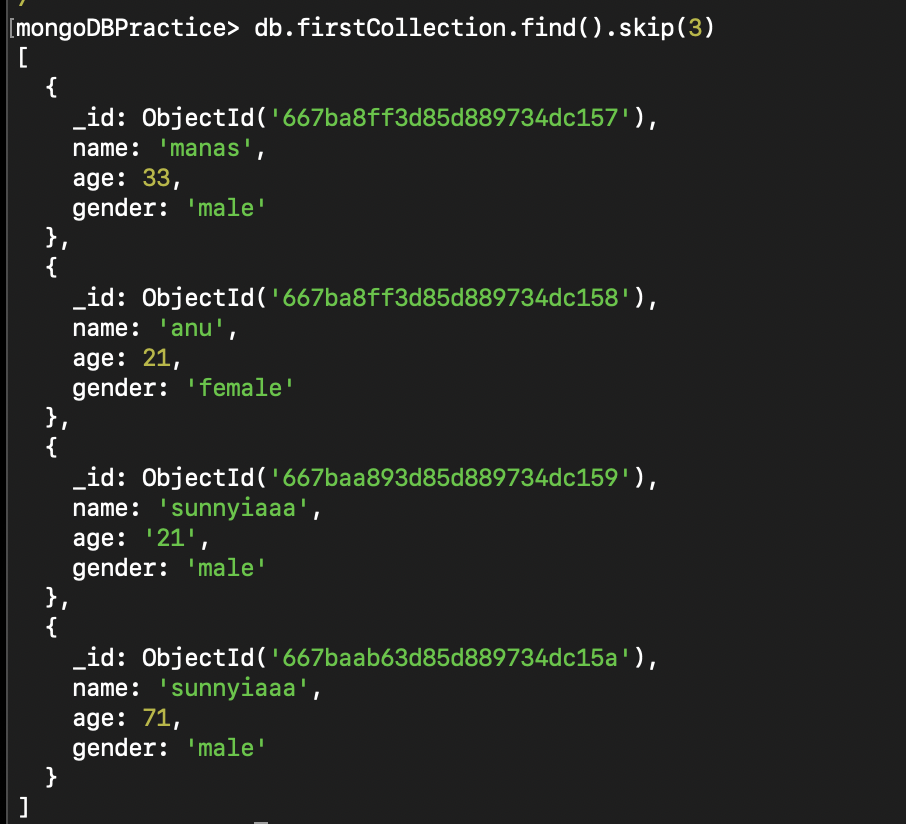 [mongoDBPractice> db.firstCollection.find().skip(3)
[
  {
    _id: ObjectId('667ba8ff3d85d889734dc157'),
    name: 'manas',
    age: 33,
    gender: 'male'
  },
  {
    _id: ObjectId('667ba8ff3d85d889734dc158'),
    name: 'anu',
    age: 21,
    gender: 'female'
  },
  {
    _id: ObjectId('667baa893d85d889734dc159'),
    name: 'sunnyiaaa',
    age: '21',
    gender: 'male'
  },
  {
    _id: ObjectId('667baab63d85d889734dc15a'),
    name: 'sunnyiaaa',
    age: 71,
    gender: 'male'
  }
]